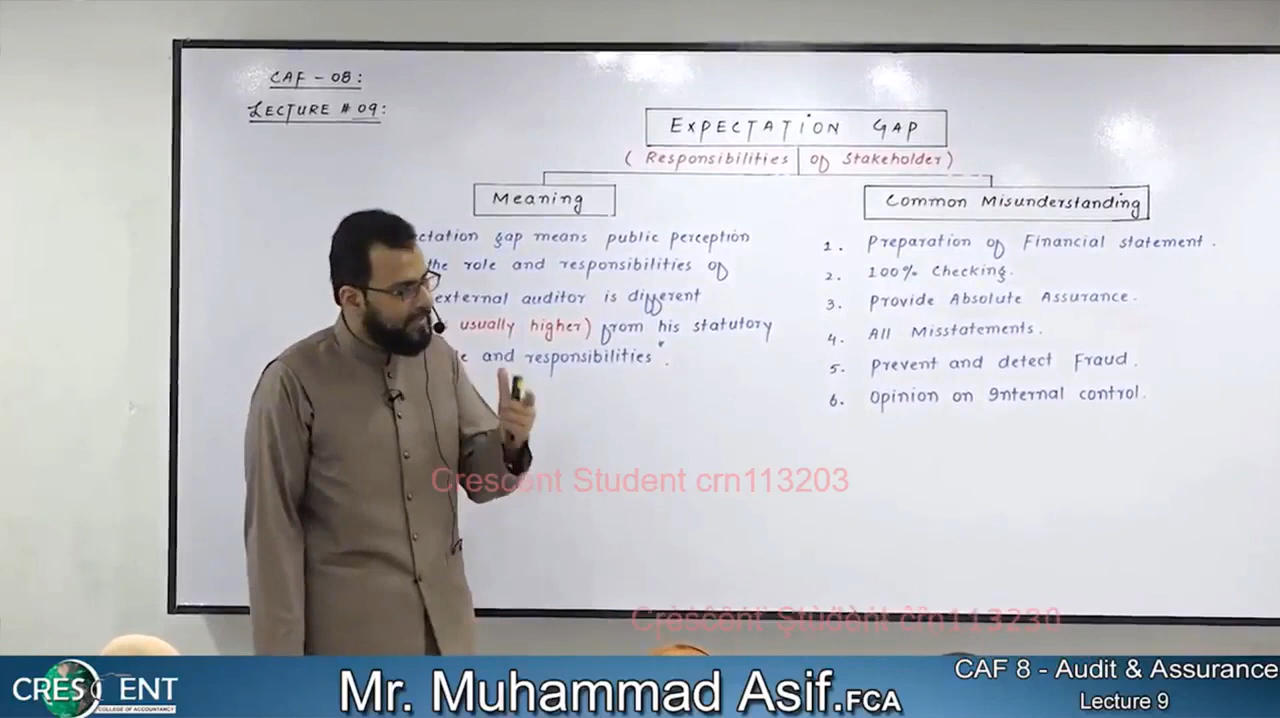 CAF - 08:
LECTURE # 09:
EXPECTATION GAP
( Responsibilities of Stakeholder)
Meaning
Common Misunderstanding
ctation gap means public perception
the role and responsibilities of
external auditor is different
usually higher) from his statutory
and responsibilities".
1. Preparation of Financial statement.
2. 100% Checking.
3. Provide Absolute Assurance.
4. All Misstatements.
5. Prevent and detect Fraud.
6. Opinion on Internal control.
Crescent Student crn113203
Crescent Student
CRESCENT
COLLEGE OF ACCOUNTANCY
Mr. Muhammad Asif.FCA
CAF 8 - Audit & Assurance
Lecture 9